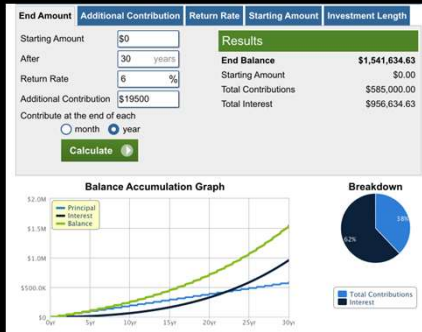 End Amount Additional Contribution Return Rate Starting Amount Investment Length
Starting Amount $0
After 30 years
Return Rate 6 %
Additional Contribution $19500
Contribute at the end of each
month year
Calculate
Results
End Balance $1,541,634.63
Starting Amount $0.00
Total Contributions $585,000.00
Total Interest $956,634.63
Balance Accumulation Graph
$2.0M
$1.5M
$1.0M
$500.0K
$0
Principal
Interest
Balance
0yr 5yr 10yr 15yr 20yr 25yr 30yr
Breakdown
38%
62%
Total Contributions
Interest